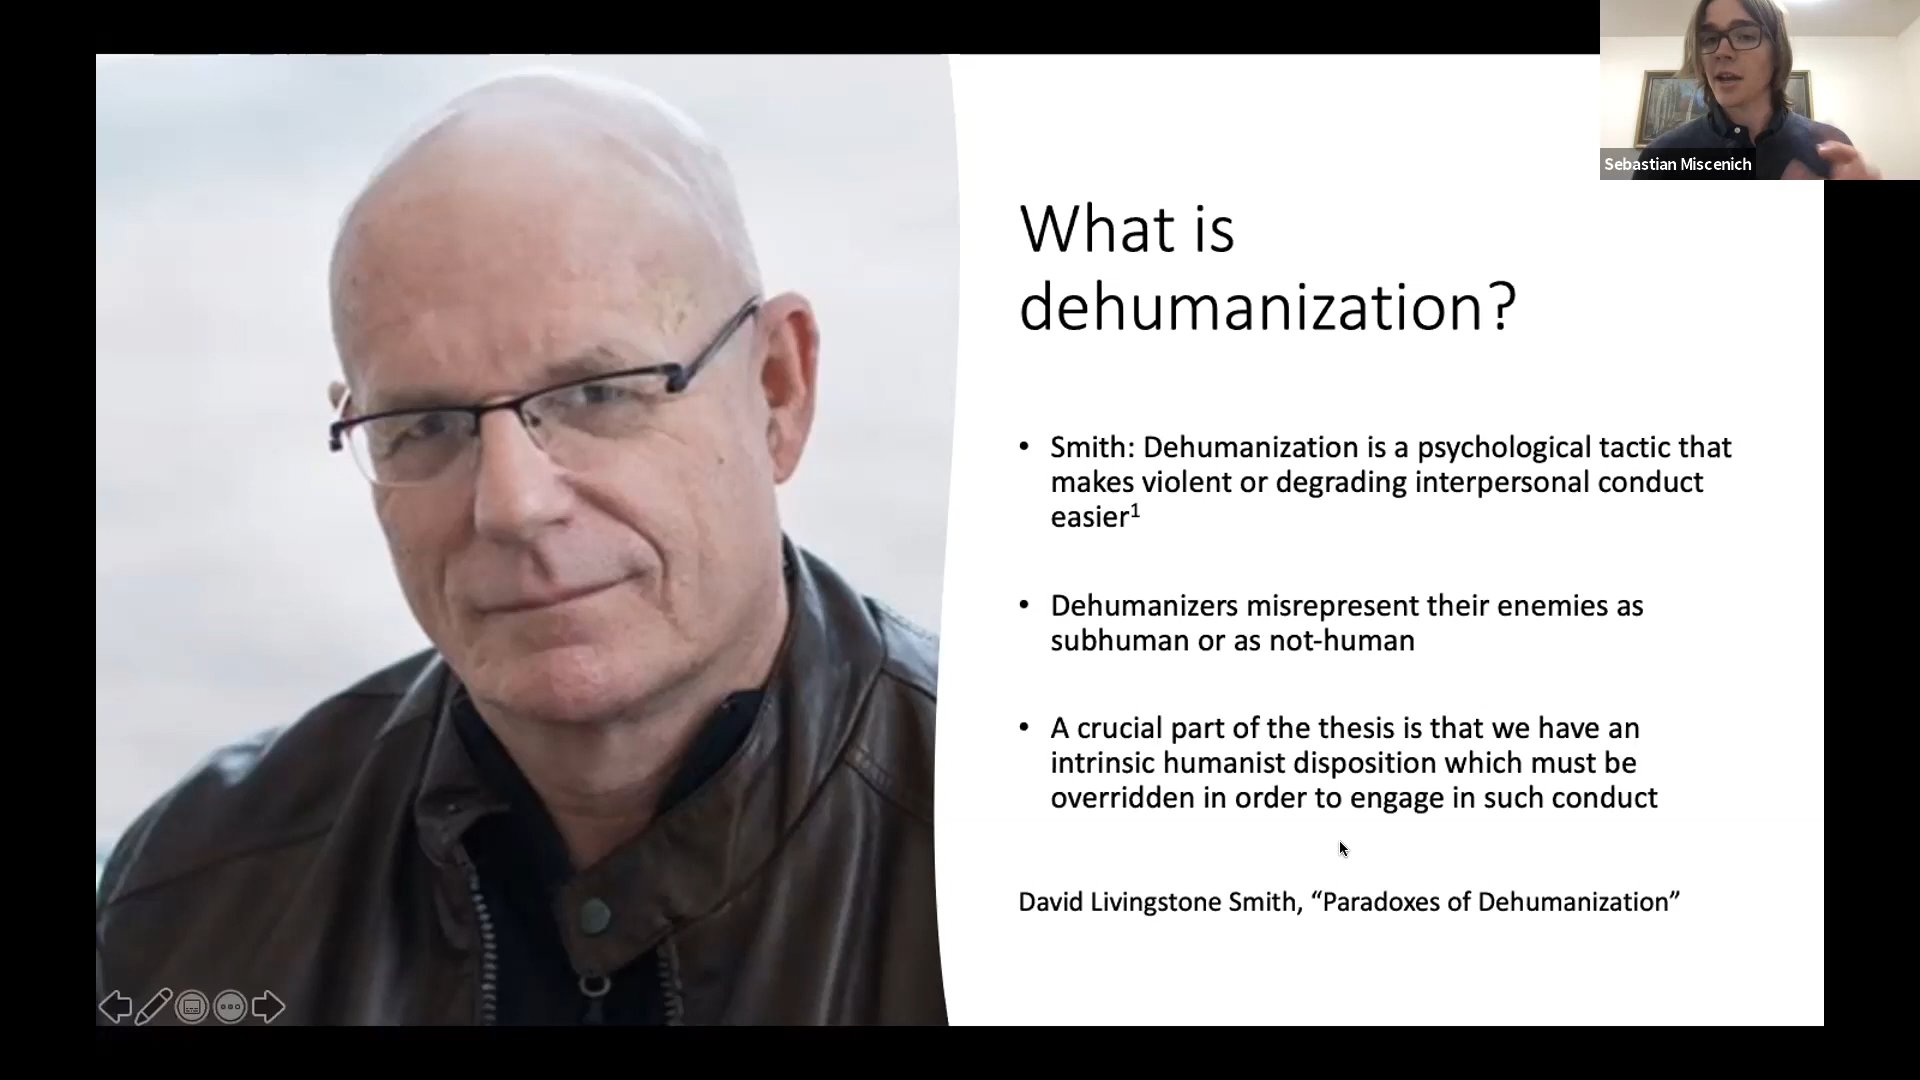 Sebastian Miscenich
What is
dehumanization?
• Smith: Dehumanization is a psychological tactic that
makes violent or degrading interpersonal conduct
easier¹
• Dehumanizers misrepresent their enemies as
subhuman or as not-human
• A crucial part of the thesis is that we have an
intrinsic humanist disposition which must be
overridden in order to engage in such conduct
David Livingstone Smith, “Paradoxes of Dehumanization”